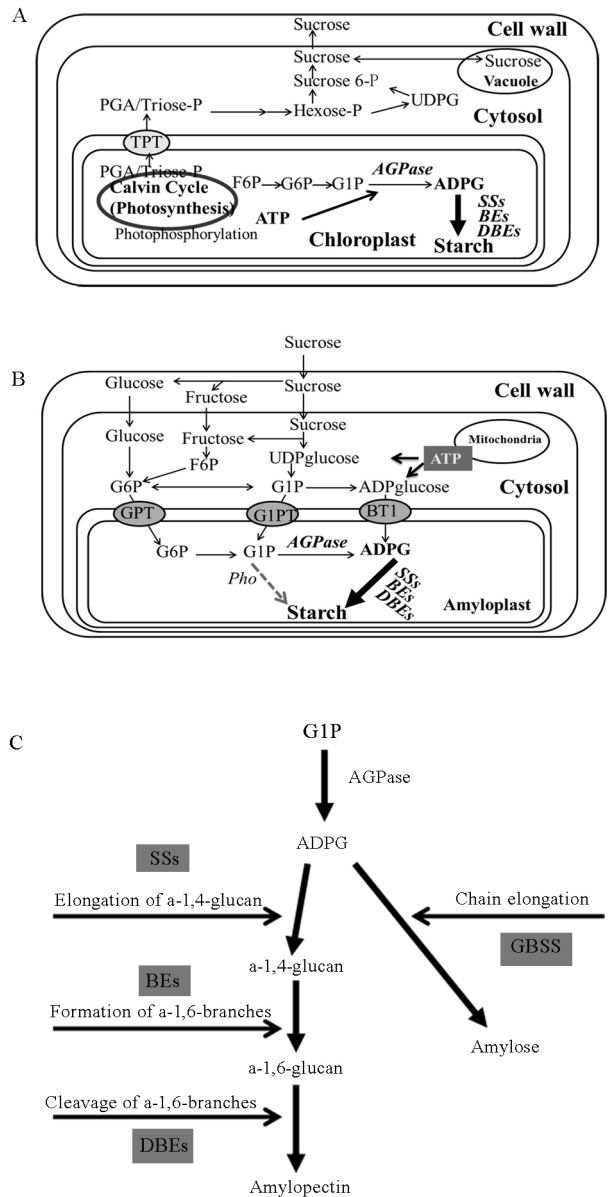 A
Sucrose
Cell wall
Sucrose
Sucrose
Vacuole
Sucrose 6-P
PGA/Triose-P
Hexose-P
UDPG
Cytosol
TPT
PGA/Triose-P
Calvin Cycle
(Photosynthesis)
Photophosphorylation
F6P
G6P
G1P
AGPase
ADPG
ATP
SSs
BEs
DBEs
Chloroplast
Starch
B
Sucrose
Glucose
Sucrose
Cell wall
Fructose
Sucrose
Glucose
Fructose
Mitochondria
UDPglucose
ATP
F6P
G6P
G1P
ADPglucose
Cytosol
GPT
G1PT
BT1
G6P
G1P
AGPase
ADPG
Pho
SSs
BEs
DBEs
Starch
Amyloplast
C
G1P
AGPase
ADPG
SSs
Elongation of a-1,4-glucan
Chain elongation
GBSS
a-1,4-glucan
BEs
Formation of a-1,6-branches
Amylose
a-1,6-glucan
Cleavage of a-1,6-branches
DBEs
Amylopectin